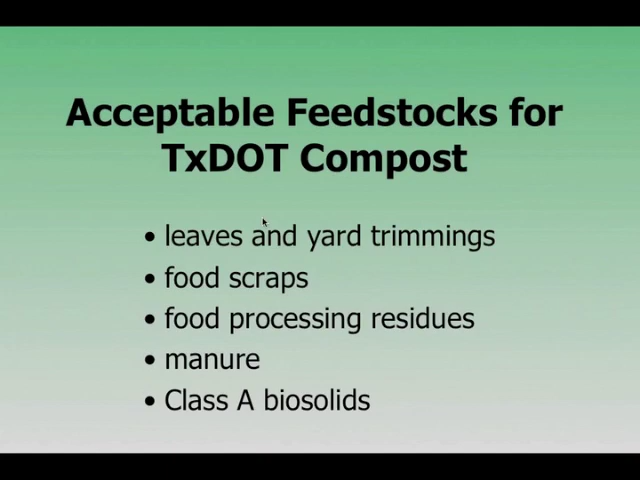 Acceptable Feedstocks for
TxDOT Compost
• leaves and yard trimmings
• food scraps
• food processing residues
• manure
• Class A biosolids